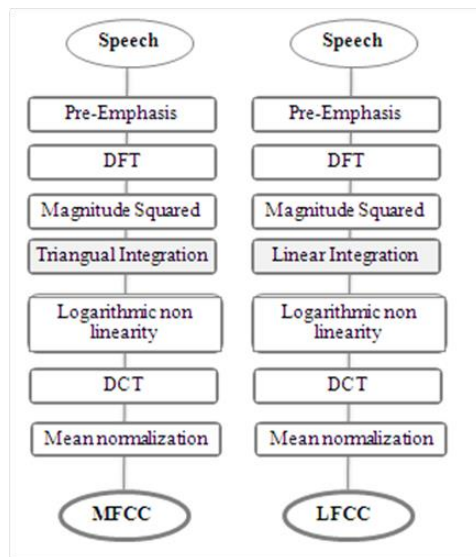 Speech
Pre-Emphasis
DFT
Magnitude Squared
Triangual Integration
Logarithmic non
linearity
DCT
Mean normalization
MFCC
Speech
Pre-Emphasis
DFT
Magnitude Squared
Linear Integration
Logarithmic non
linearity
DCT
Mean normalization
LFCC